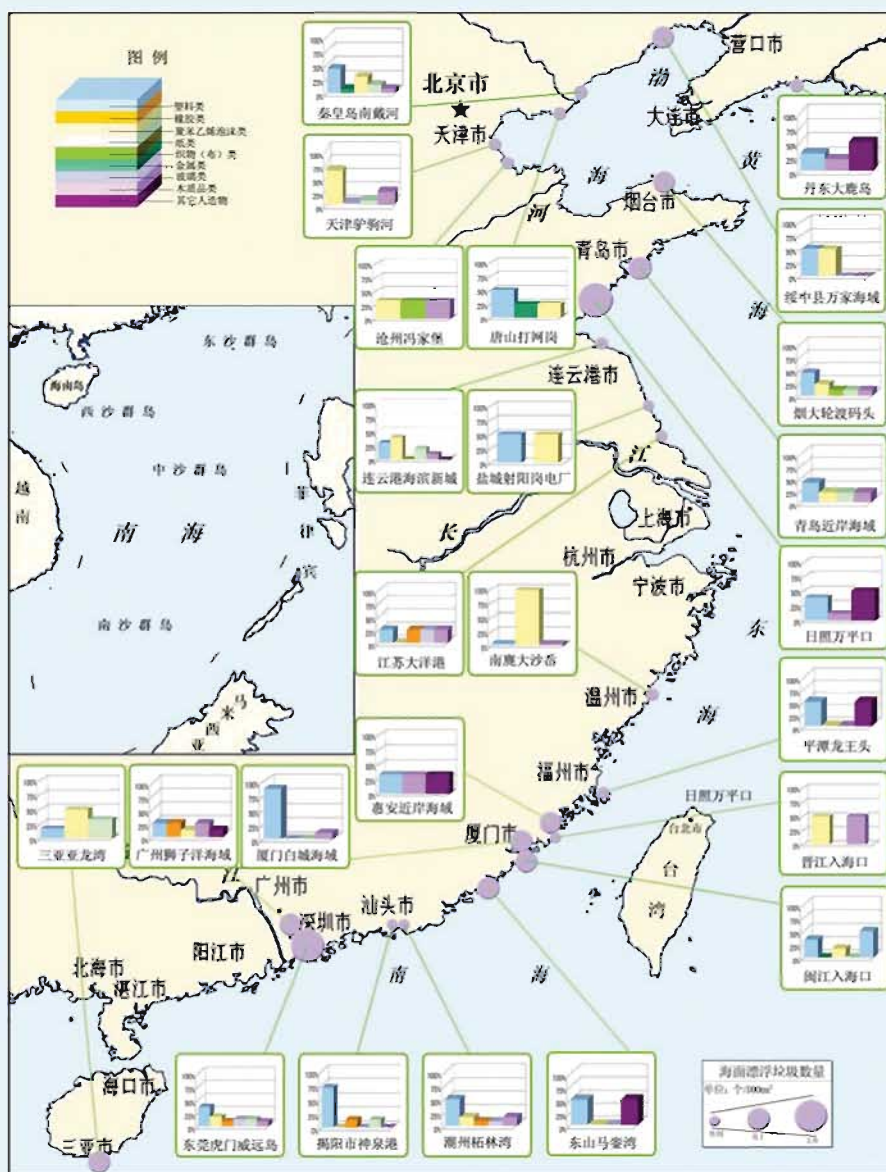 图 例
塑料类
橡胶类
聚苯乙烯泡沫类
纸类
织物(布)类
金属类
玻璃类
木质品类
其它人造物
秦皇岛南戴河
天津驴驹河
沧州冯家堡
唐山打网岗
连云港海滨新城
盐城射阳岗电厂
江苏大洋港
南麂大沙岙
惠安近岸海域
三亚亚龙湾
广州狮子洋海域
厦门白城海域
东莞虎门威远岛
揭阳市神泉港
潮州柘林湾
东山马銮湾
丹东大鹿岛
绥中县万家海域
烟大轮渡码头
青岛近岸海域
日照万平口
平潭龙王头
晋江入海口
闽江入海口
日照万平口
北京市
天津市
营口市
大连市
烟台市
青岛市
连云港市
上海市
杭州市
宁波市
温州市
福州市
厦门市
台北市
台湾
广州市
深圳市
汕头市
阳江市
北海市
湛江市
海口市
三亚市
渤海
黄海
东海
南海
河
长江
江
东沙群岛
海南岛
西沙群岛
中沙群岛
南海
南沙群岛
越南
菲律宾
马来西亚
海面漂浮垃圾数量
100%
75%
50%
25%
0%